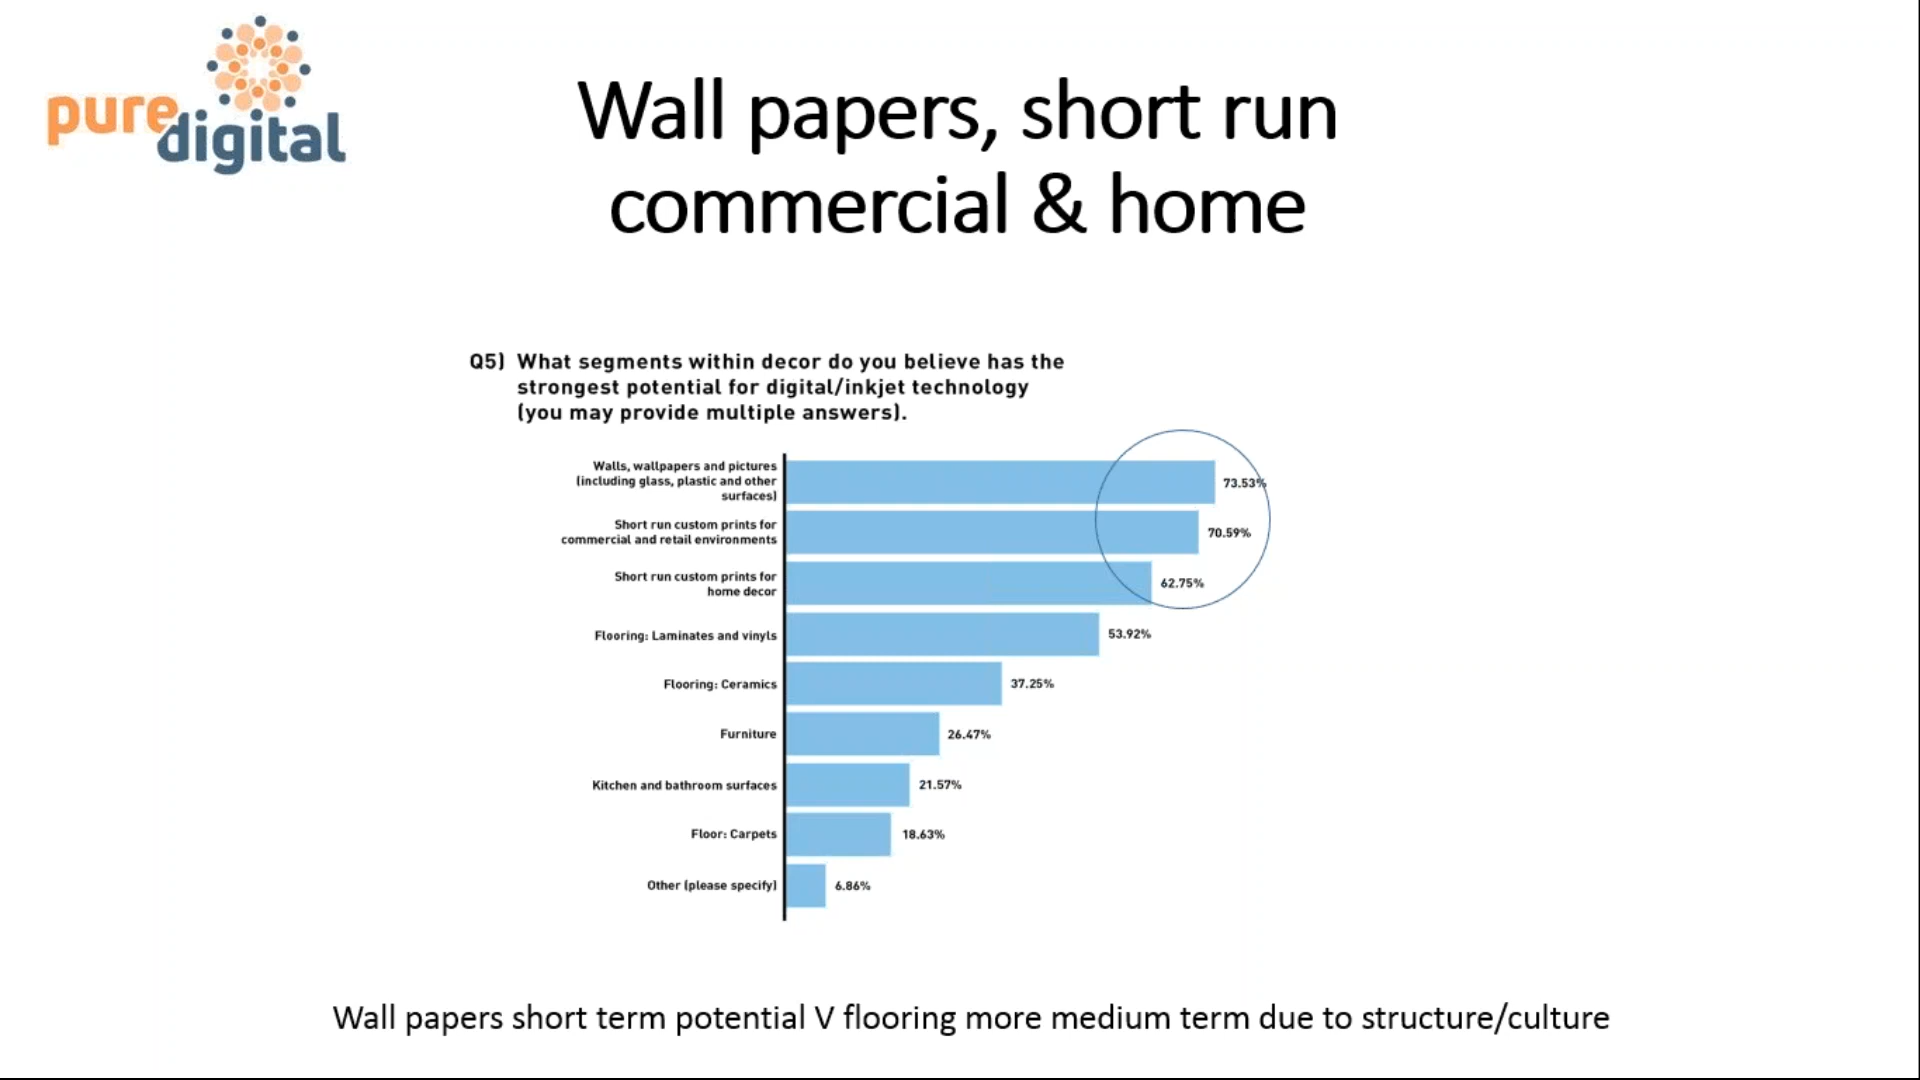 pure
digital
Wall papers, short run
commercial & home
Q5) What segments within decor do you believe has the
strongest potential for digital/inkjet technology
(you may provide multiple answers).
Walls, wallpapers and pictures
(including glass, plastic and other
surfaces)
73.53%
Short run custom prints for
commercial and retail environments
70.59%
Short run custom prints for
home decor
62.75%
Flooring: Laminates and vinyls
53.92%
Flooring: Ceramics
37.25%
Furniture
26.47%
Kitchen and bathroom surfaces
21.57%
Floor: Carpets
18.63%
Other (please specify)
6.86%
Wall papers short term potential V flooring more medium term due to structure/culture